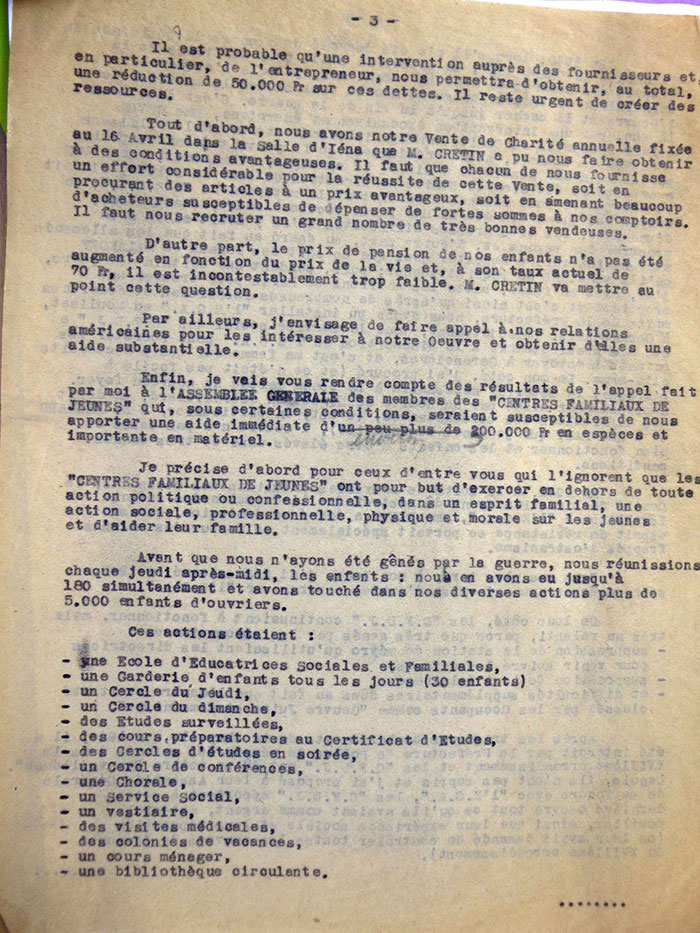 - 3 -
9
Il est probable qu'une intervention auprès des fournisseurs et,
en particulier, de l'entrepreneur, nous permettra d'obtenir, au total,
une réduction de 50.000 Fr sur ces dettes. Il reste urgent de créer des
ressources.
Tout d'abord, nous avons notre Vente de Charité annuelle fixée
au 16 Avril dans la Salle d'Iéna que M. CRETIN a pu nous faire obtenir
à des conditions avantageuses. Il faut que chacun de nous fournisse
un effort considérable pour la réussite de cette Vente, soit en
procurant des articles à un prix avantageux, soit en amenant beaucoup
d'acheteurs susceptibles de dépenser de fortes sommes à nos comptoirs.
Il faut nous recruter un grand nombre de très bonnes vendeuses.
D'autre part, le prix de pension de nos enfants n'a pas été
augmenté en fonction du prix de la vie et, à son taux actuel de
70 Fr, il est incontestablement trop faible. M. CRETIN va mettre au
point cette question.
Par ailleurs, j'envisage de faire appel à nos relations
américaines pour les intéresser à notre Oeuvre et obtenir d'elles une
aide substantielle.
Enfin, je vais vous rendre compte des résultats de l'appel fait
par moi à l'ASSEMBLEE GENERALE des membres des "CENTRES FAMILIAUX DE
JEUNES" qui, sous certaines conditions, seraient susceptibles de nous
apporter une aide immédiate d'un peu plus de 200.000 Fr en espèces et
importante en matériel.
Je précise d'abord pour ceux d'entre vous qui l'ignorent que les
"CENTRES FAMILIAUX DE JEUNES" ont pour but d'exercer en dehors de toute
action politique ou confessionnelle, dans un esprit familial, une
action sociale, professionnelle, physique et morale sur les jeunes
et d'aider leur famille.
Avant que nous n'ayons été gênés par la guerre, nous réunissions
chaque jeudi après-midi, les enfants : nous en avons eu jusqu'à
180 simultanément et avons touché dans nos diverses actions plus de
5.000 enfants d'ouvriers.
Ces actions étaient :
- une Ecole d'Educatrices Sociales et Familiales,
- une Garderie d'enfants tous les jours (30 enfants)
- un Cercle du Jeudi,
- un Cercle du dimanche,
- des Etudes surveillées,
- des cours préparatoires au Certificat d'Etudes,
- des Cercles d'études en soirée,
- un Cercle de conférences,
- une Chorale,
- un Service Social,
- un vestiaire,
- des visites médicales,
- des colonies de vacances,
- un cours ménager,
- une bibliothèque circulante.
........